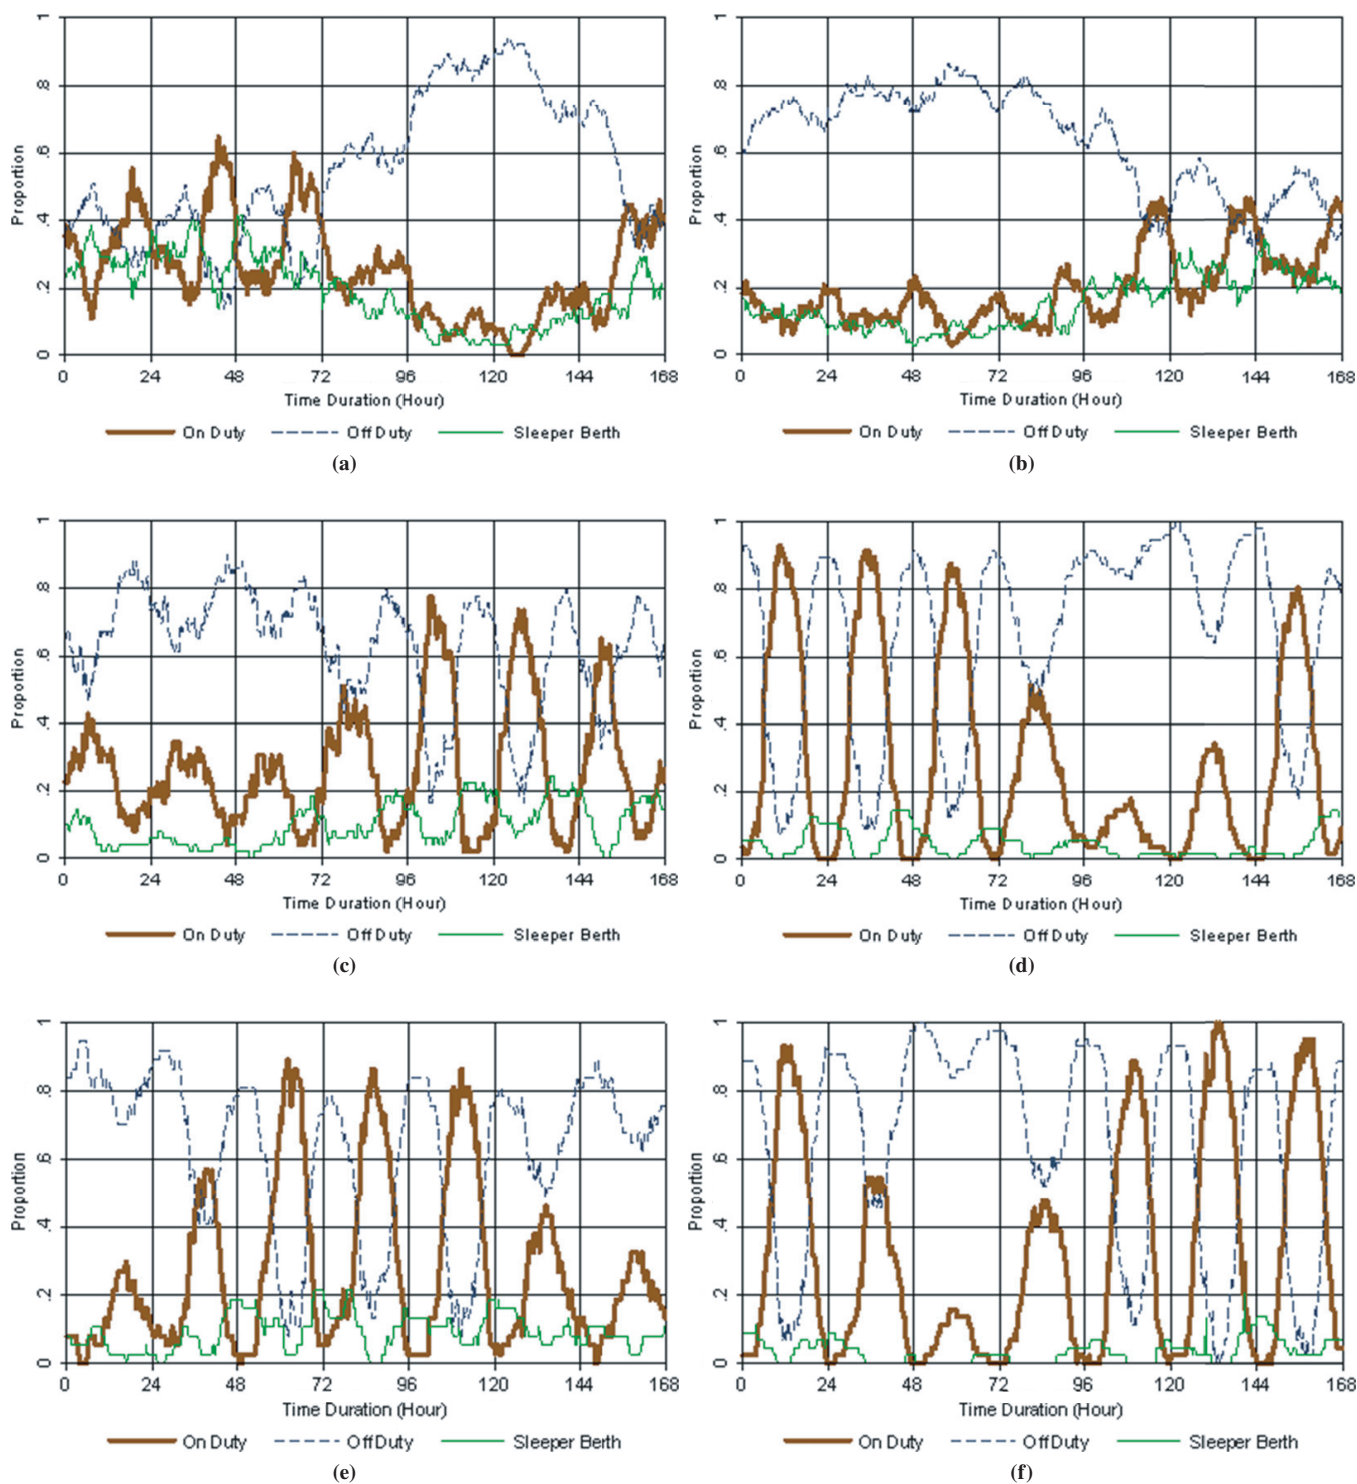 1
.8
.6
.4
.2
0
Proportion
0 24 48 72 96 120 144 168
Time Duration (Hour)
On Duty Off Duty Sleeper Berth
(a)
1
.8
.6
.4
.2
0
Proportion
0 24 48 72 96 120 144 168
Time Duration (Hour)
On Duty Off Duty Sleeper Berth
(b)
1
.8
.6
.4
.2
0
Proportion
0 24 48 72 96 120 144 168
Time Duration (Hour)
On Duty Off Duty Sleeper Berth
(c)
1
.8
.6
.4
.2
0
Proportion
0 24 48 72 96 120 144 168
Time Duration (Hour)
On Duty Off Duty Sleeper Berth
(d)
1
.8
.6
.4
.2
0
Proportion
0 24 48 72 96 120 144 168
Time Duration (Hour)
On Duty Off Duty Sleeper Berth
(e)
1
.8
.6
.4
.2
0
Proportion
0 24 48 72 96 120 144 168
Time Duration (Hour)
On Duty Off Duty Sleeper Berth
(f)